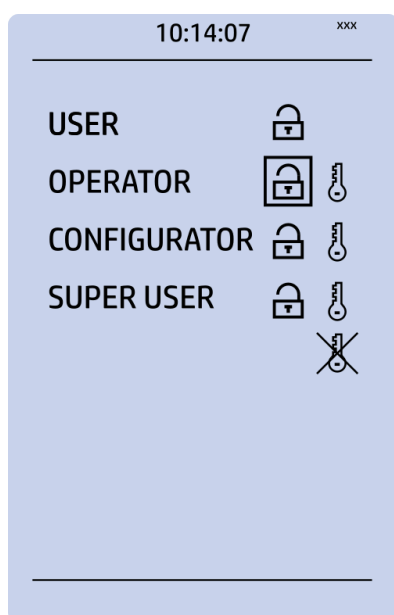 10:14:07 xxx
USER
OPERATOR
CONFIGURATOR
SUPER USER